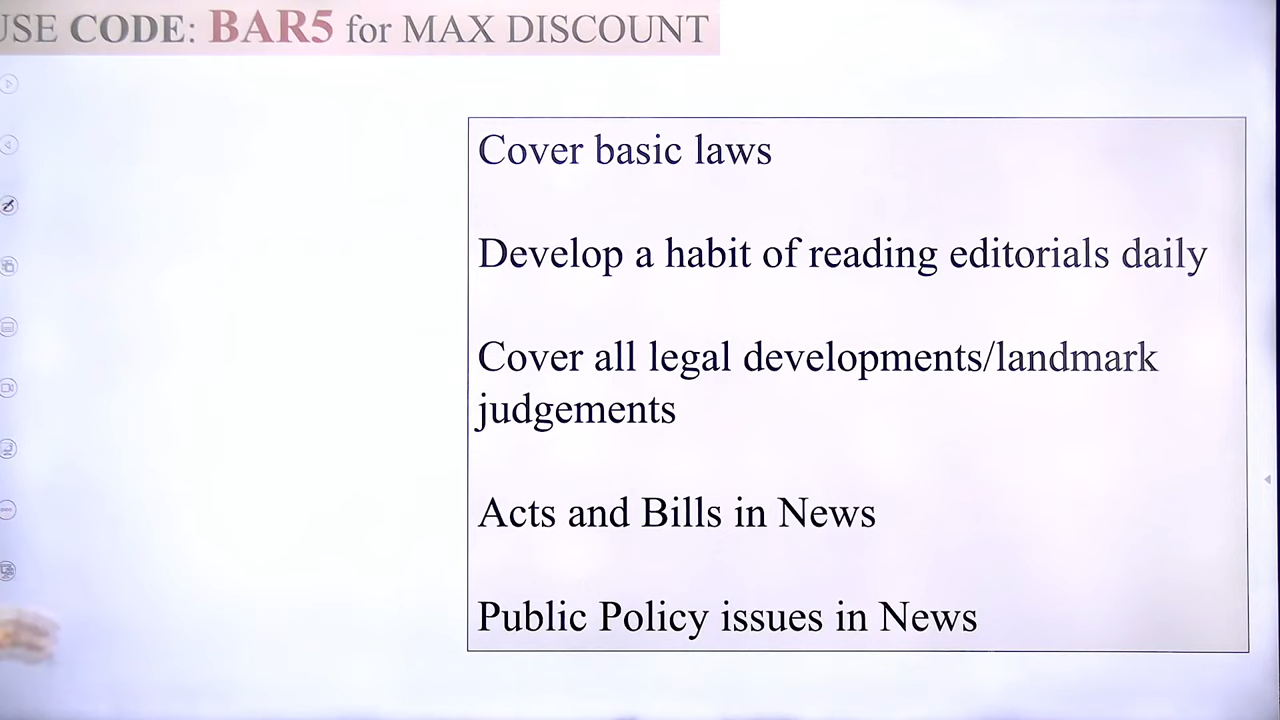 USE CODE: BAR5 for MAX DISCOUNT
Cover basic laws
Develop a habit of reading editorials daily
Cover all legal developments/landmark
judgements
Acts and Bills in News
Public Policy issues in News